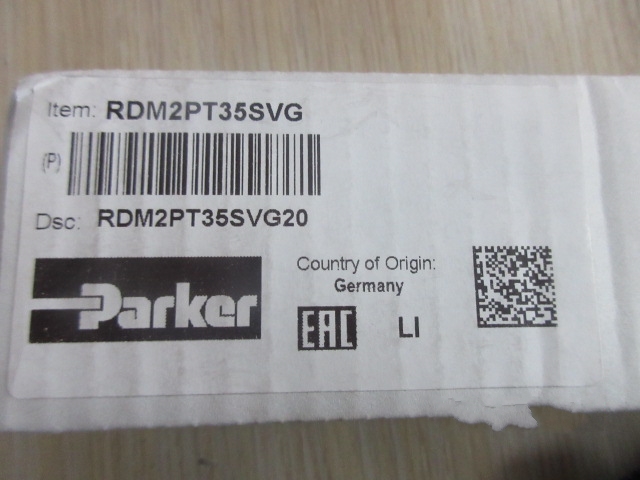 Item: RDM2PT35SVG
(P)
Dsc: RDM2PT35SVG20
Parker
Country of Origin:
Germany
EAC
LI